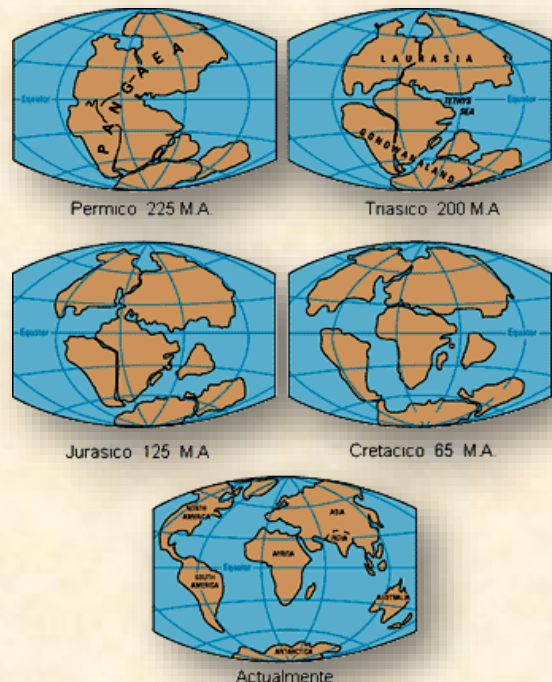 PANGAEA
Equator
Permico 225 M.A.
LAURASIA
TETHYS
SEA
Equator
GONDWANALAND
Triasico 200 M.A
Equator
Jurasico 125 M.A
Equator
Cretacico 65 M.A.
NORTH
AMERICA
ASIA
INDIA
AFRICA
Equator
SOUTH
AMERICA
AUSTRALIA
ANTARCTICA
Actualmente